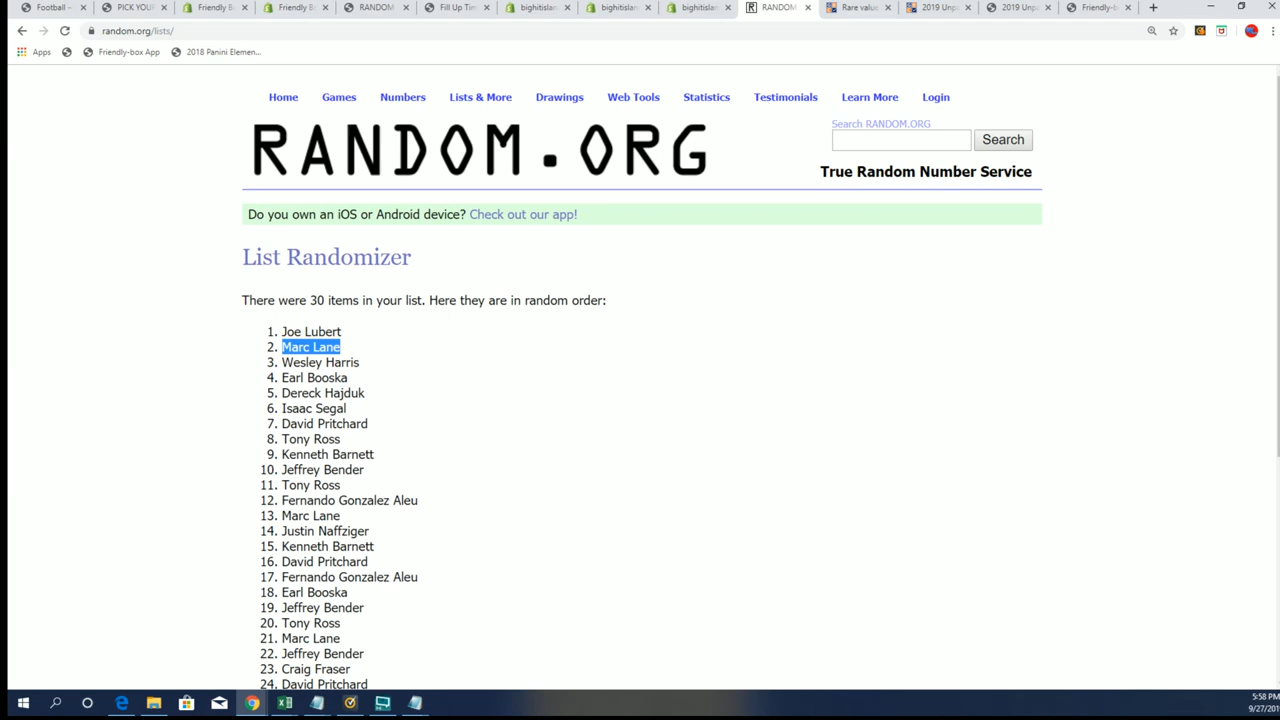 Football –
PICK YOUR
Friendly Bo
Friendly Bo
RANDOM
Fill Up Tim
bighitislan
bighitislan
bighitislan
RANDOM
Rare value
2019 Unp
2019 Unp
Friendly-b
random.org/lists/
Apps
Friendly-box App
2018 Panini Elemen...
Home
Games
Numbers
Lists & More
Drawings
Web Tools
Statistics
Testimonials
Learn More
Login
RANDOM.ORG
Search RANDOM.ORG
Search
True Random Number Service
Do you own an iOS or Android device? Check out our app!
List Randomizer
There were 30 items in your list. Here they are in random order:
1. Joe Lubert
2. Marc Lane
3. Wesley Harris
4. Earl Booska
5. Dereck Hajduk
6. Isaac Segal
7. David Pritchard
8. Tony Ross
9. Kenneth Barnett
10. Jeffrey Bender
11. Tony Ross
12. Fernando Gonzalez Aleu
13. Marc Lane
14. Justin Naffziger
15. Kenneth Barnett
16. David Pritchard
17. Fernando Gonzalez Aleu
18. Earl Booska
19. Jeffrey Bender
20. Tony Ross
21. Marc Lane
22. Jeffrey Bender
23. Craig Fraser
24. David Pritchard
5:58 PM
9/27/201